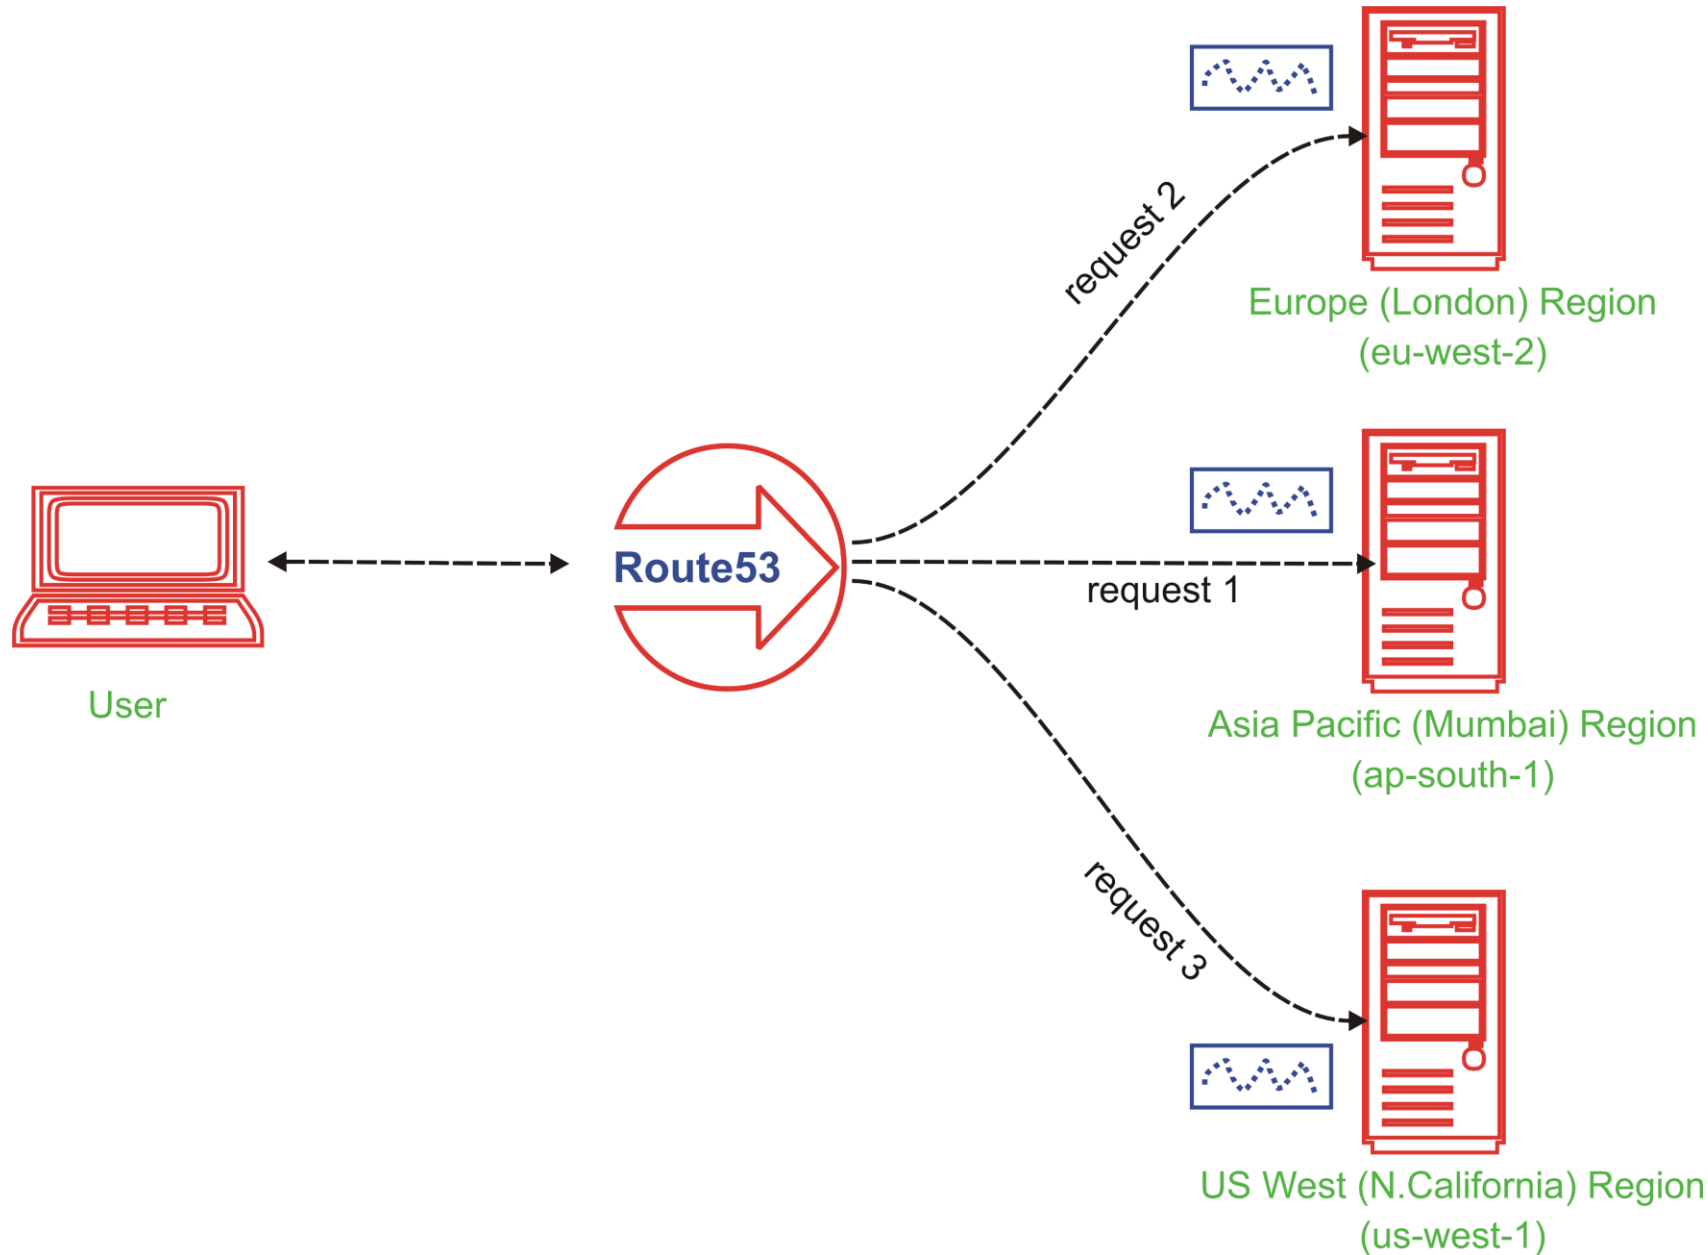 request 2
Europe (London) Region
(eu-west-2)
Route53
request 1
User
Asia Pacific (Mumbai) Region
(ap-south-1)
request 3
US West (N.California) Region
(us-west-1)